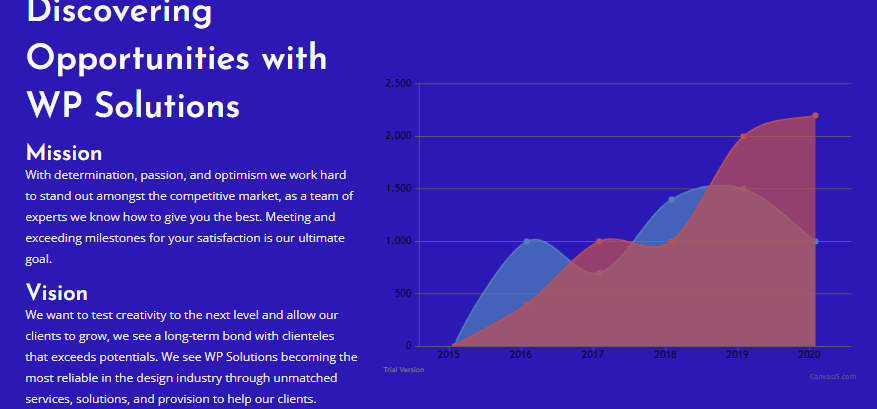 Discovering
Opportunities with
WP Solutions
Mission
With determination, passion, and optimism we work hard
to stand out amongst the competitive market, as a team of
experts we know how to give you the best. Meeting and
exceeding milestones for your satisfaction is our ultimate
goal.
Vision
We want to test creativity to the next level and allow our
clients to grow, we see a long-term bond with clienteles
that exceeds potentials. We see WP Solutions becoming the
most reliable in the design industry through unmatched
services, solutions, and provision to help our clients.
2,500
2,000
1,500
1,000
500
0
2015 2016 2017 2018 2019 2020
Trial Version
CanvasJS.com